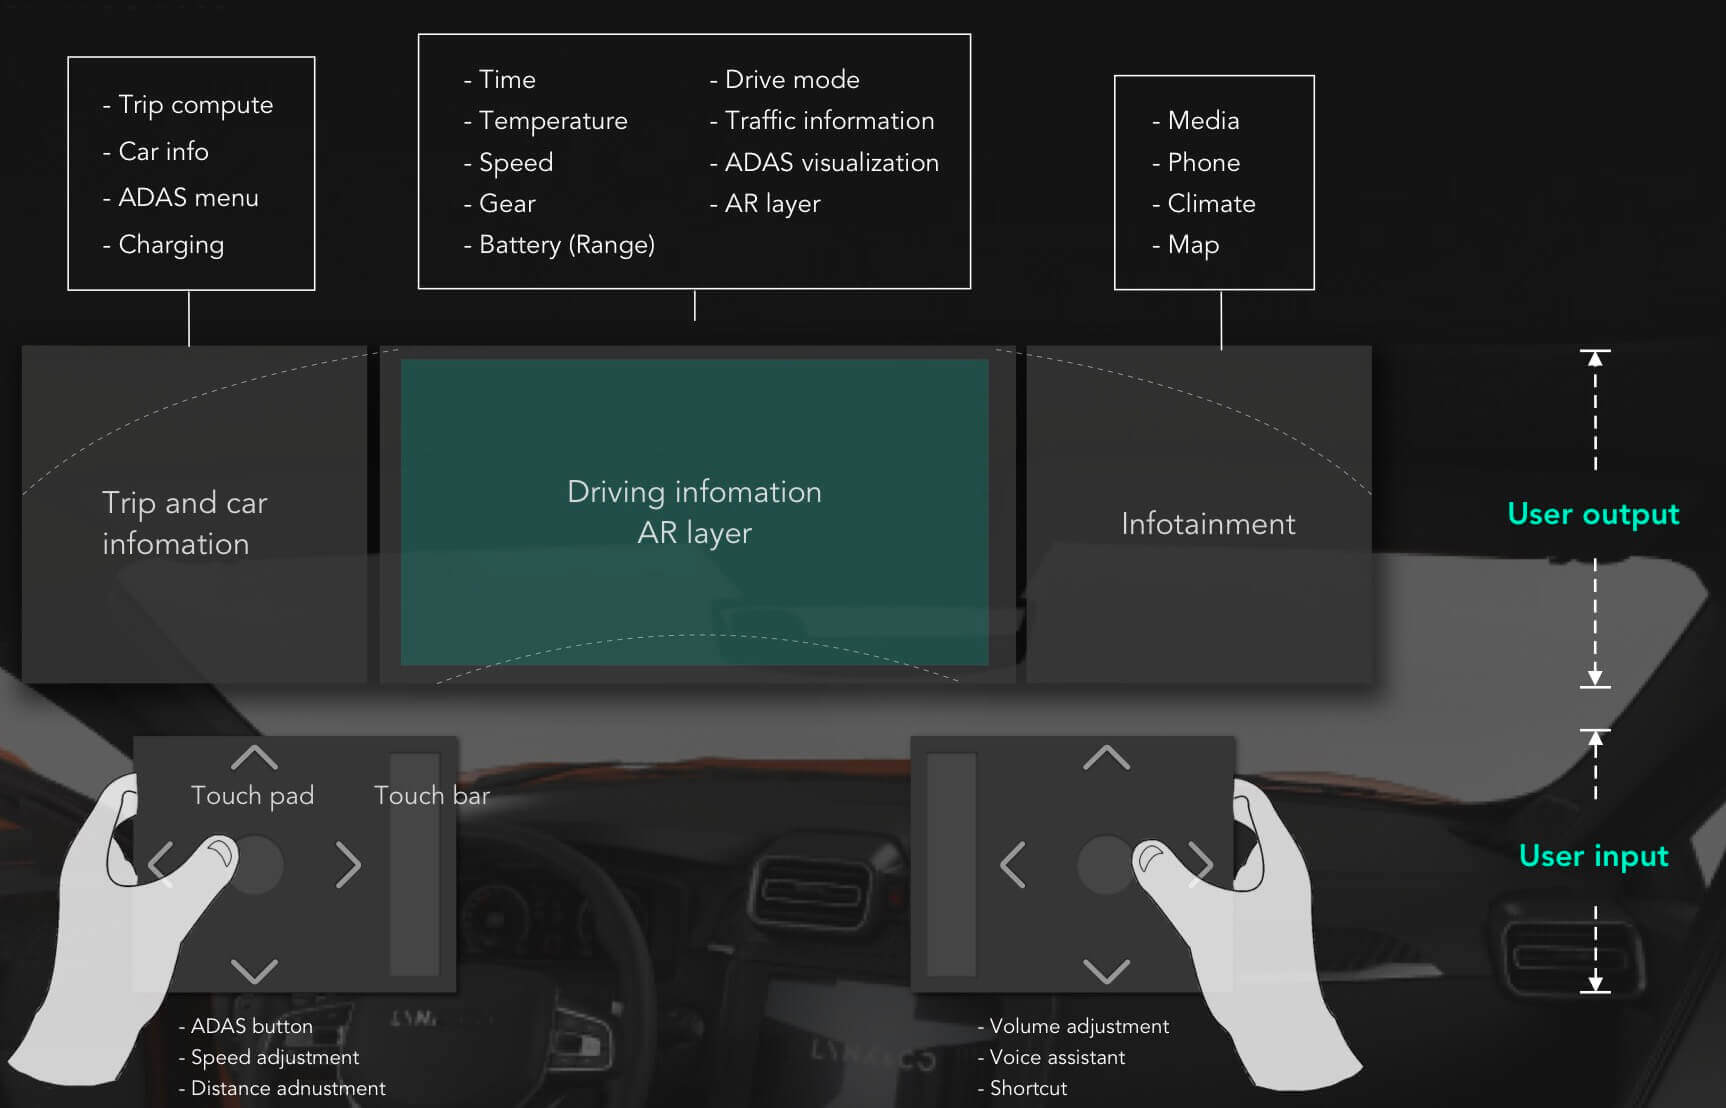 - Trip compute
- Car info
- ADAS menu
- Charging
- Time
- Temperature
- Speed
- Gear
- Battery (Range)
- Drive mode
- Traffic information
- ADAS visualization
- AR layer
- Media
- Phone
- Climate
- Map
Trip and car
infomation
Driving infomation
AR layer
Infotainment
User output
Touch pad
Touch bar
User input
- ADAS button
- Speed adjustment
- Distance adnustment
- Volume adjustment
- Voice assistant
- Shortcut